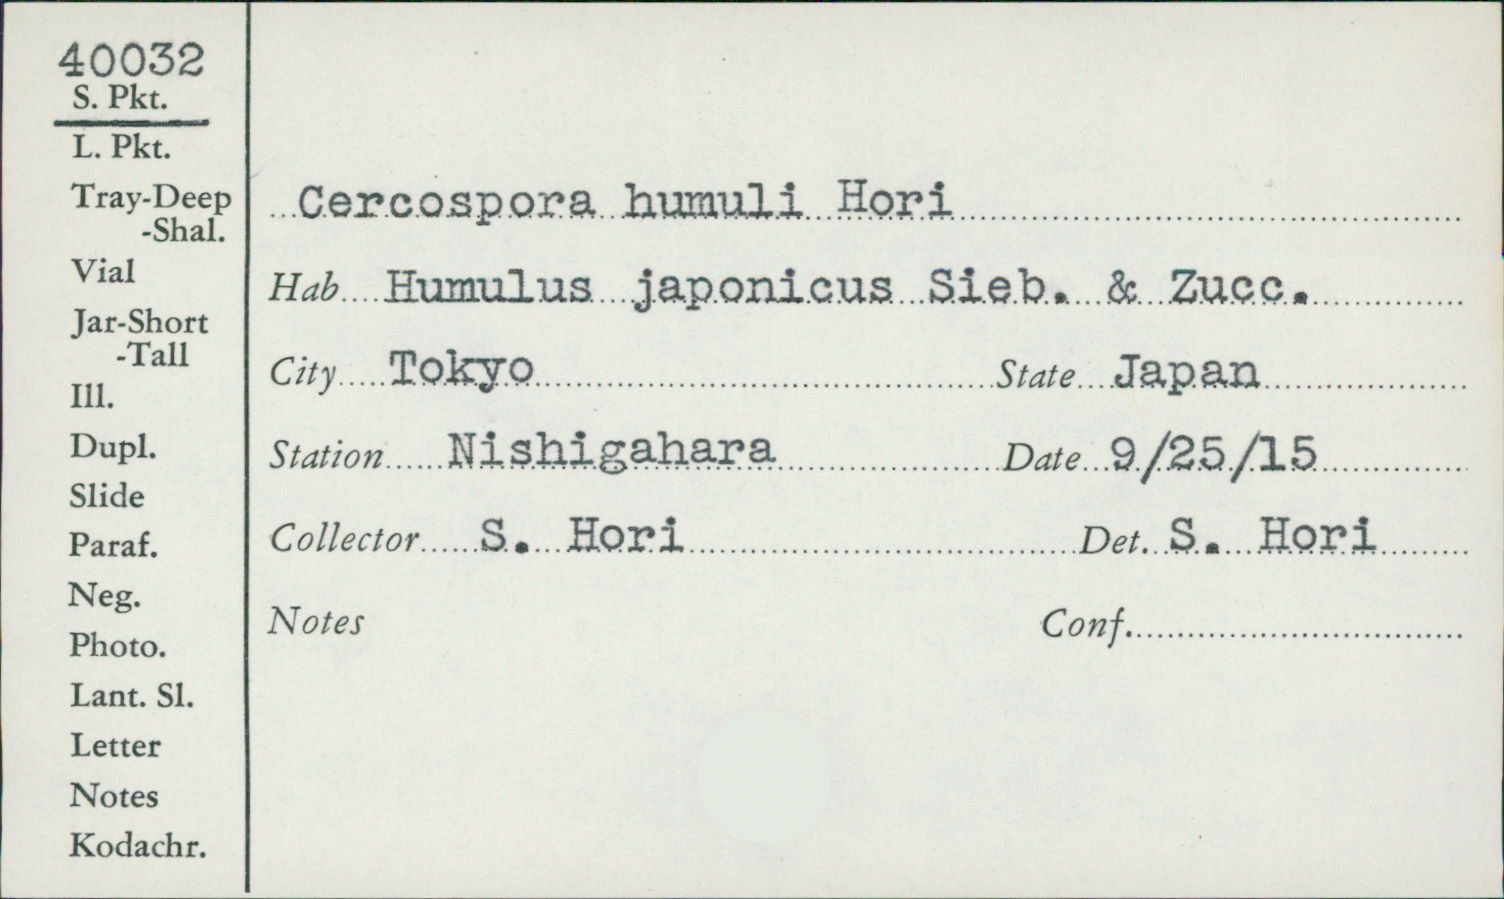 40032
S. Pkt.
L. Pkt.
Tray-Deep
-Shal.
Vial
Jar-Short
-Tall
Ill.
Dupl.
Slide
Paraf.
Neg.
Photo.
Lant. Sl.
Letter
Notes
Kodachr.
Cercospora humuli Hori
Hab. Humulus japonicus Sieb. & Zucc.
City Tokyo State Japan
Station Nishigahara Date 9/25/15
Collector S. Hori Det. S. Hori
Notes Conf.